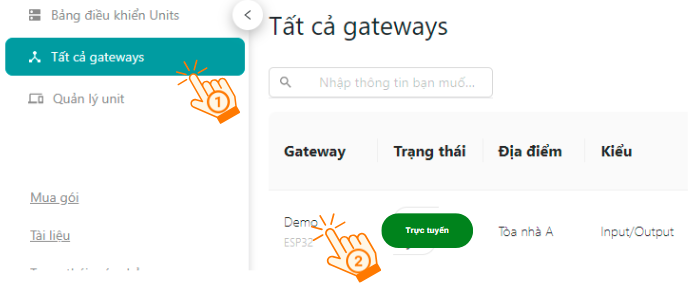 Bảng điều khiển Units
Tất cả gateways
Quản lý unit
Mua gói
Tài liệu
Tất cả gateways
Nhập thông tin bạn muố...
Gateway Trạng thái Địa điểm Kiểu
Demo Trực tuyến Tòa nhà A Input/Output
ESP32
1
2